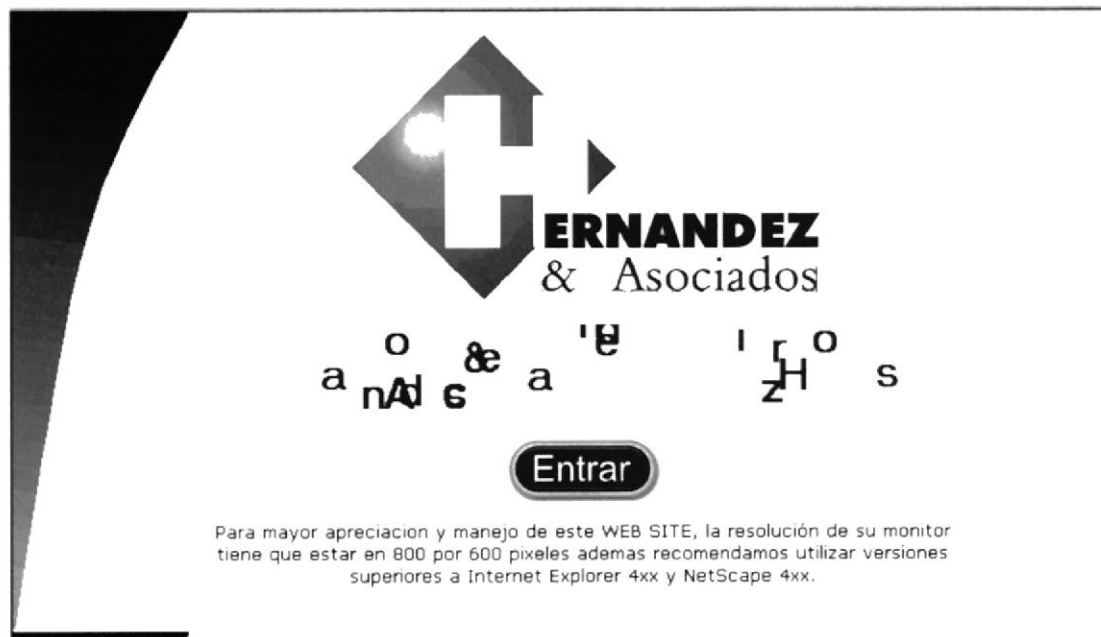 HERNANDEZ
& Asociados
Entrar
Para mayor apreciacion y manejo de este WEB SITE, la resolución de su monitor
tiene que estar en 800 por 600 pixeles ademas recomendamos utilizar versiones
superiores a Internet Explorer 4xx y NetScape 4xx.